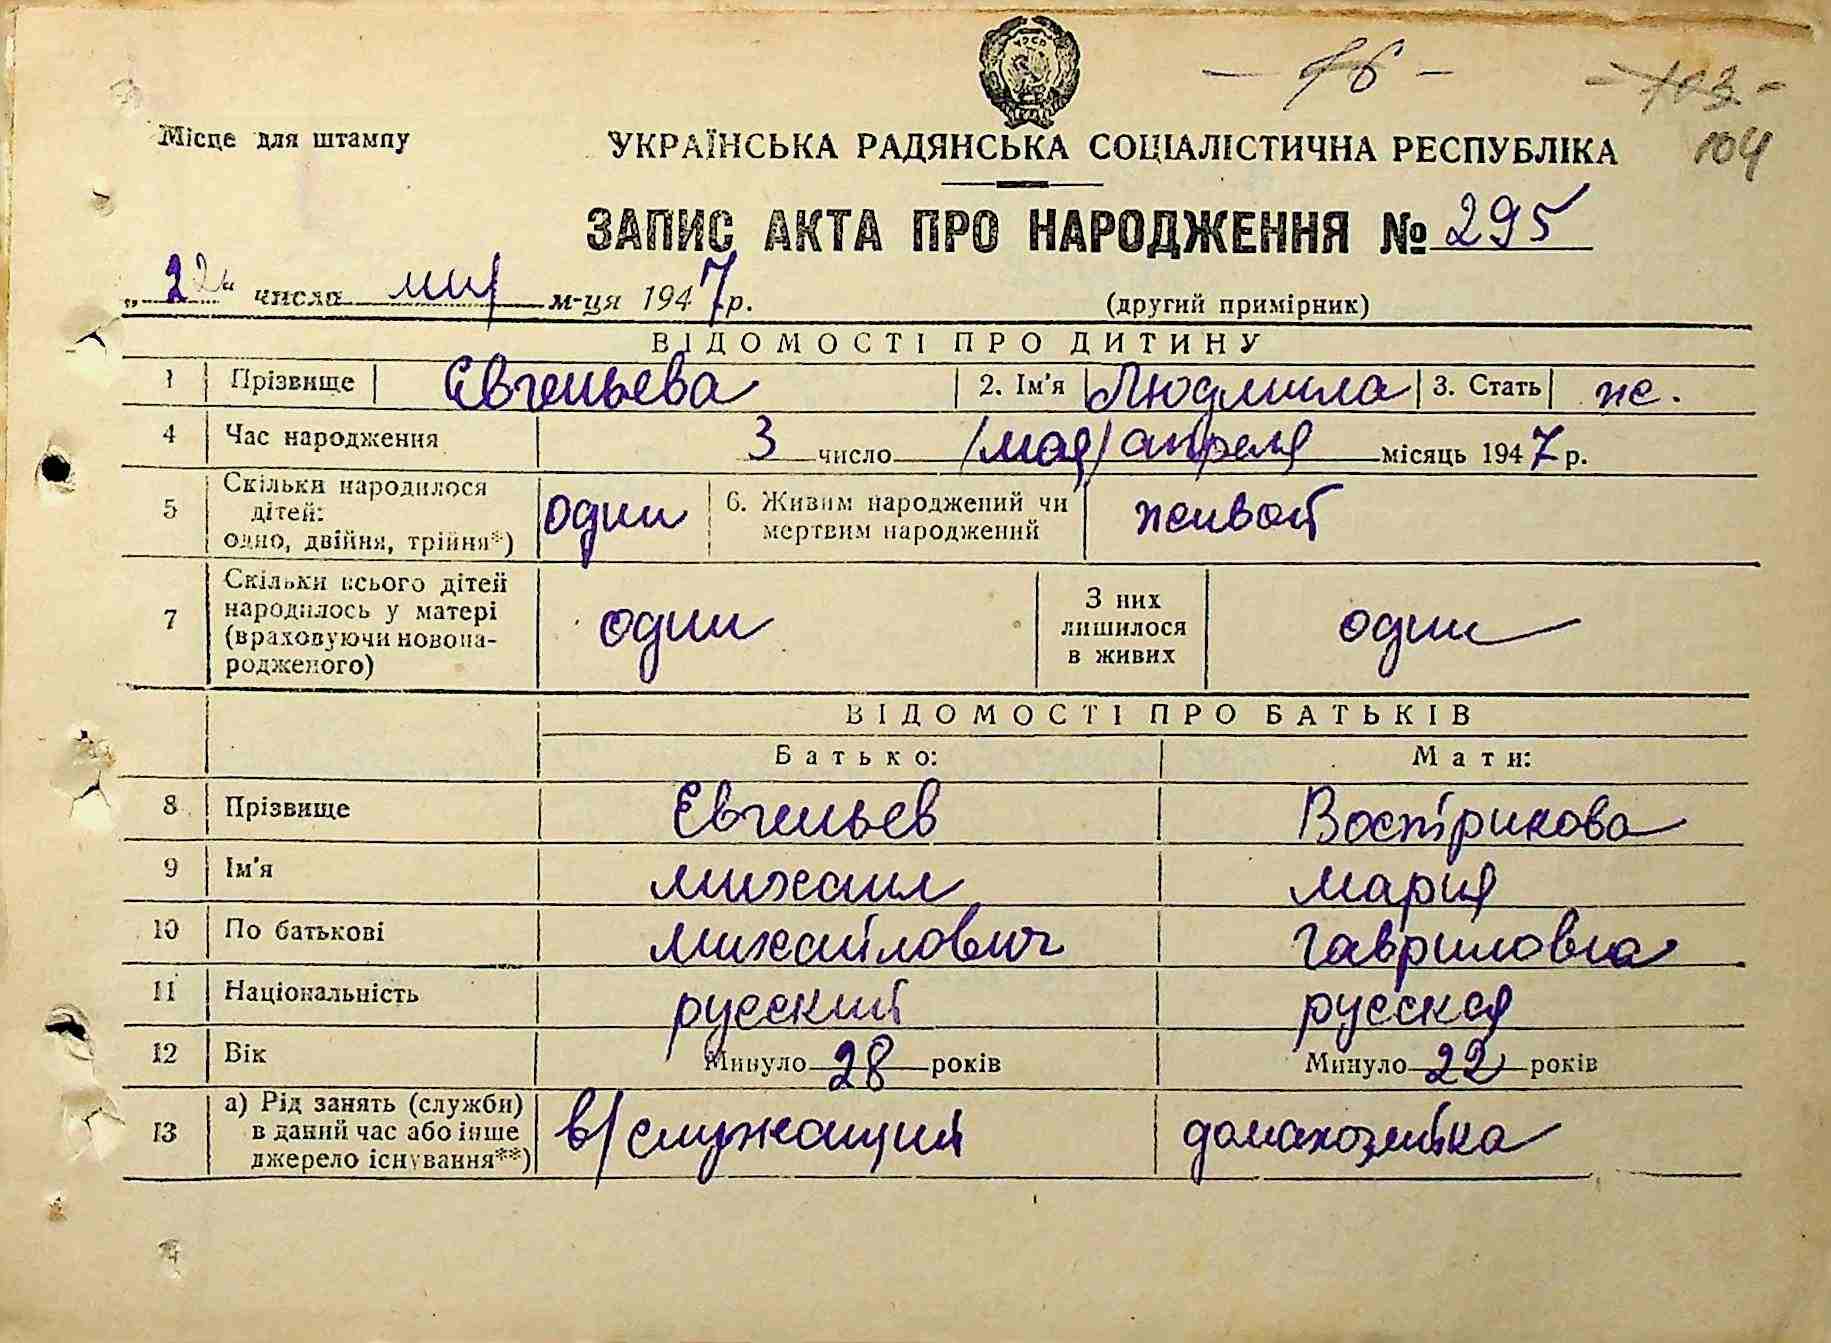 - 76 -
- 103 -
104
Місце для штампу
УКРАЇНСЬКА РАДЯНСЬКА СОЦІАЛІСТИЧНА РЕСПУБЛІКА
ЗАПИС АКТА ПРО НАРОДЖЕННЯ № 295
„22“ числа мая м-ця 1947 р.
(другий примірник)
ВІДОМОСТІ ПРО ДИТИНУ
1 Прізвище Євгеньева 2. Ім'я Людмила 3. Стать ж.
4 Час народження 3 число /мая/ апреля місяць 1947 р.
5 Скільки народилося дітей: одно, двійня, трійня*) один 6. Живим народжений чи мертвим народжений живой
7 Скільки всього дітей народилось у матері (враховуючи новонародженого) один З них лишилося в живих один
ВІДОМОСТІ ПРО БАТЬКІВ
Батько: Мати:
8 Прізвище Євгеньев Вострикова
9 Ім'я Михаил Мария
10 По батькові Михайлович Гавриловна
11 Національність русский русская
12 Вік Минуло 28 років Минуло 22 років
13 а) Рід занять (служби) в даний час або інше джерело існування**) в/служащий домахозяйка